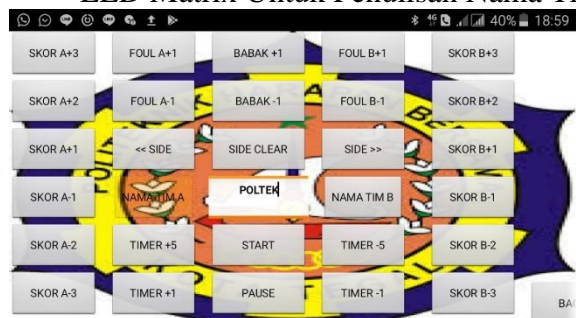 LED Matrix Untuk Penulisan Nama Ti
46 40% 18:59
SKOR A+3 FOUL A+1 BABAK +1 FOUL B+1 SKOR B+3
SKOR A+2 FOUL A-1 BABAK -1 FOUL B-1 SKOR B+2
SKOR A+1 << SIDE SIDE CLEAR SIDE >> SKOR B+1
SKOR A-1 NAMA TIM A POLTEK NAMA TIM B SKOR B-1
SKOR A-2 TIMER +5 START TIMER -5 SKOR B-2
SKOR A-3 TIMER +1 PAUSE TIMER -1 SKOR B-3
BA